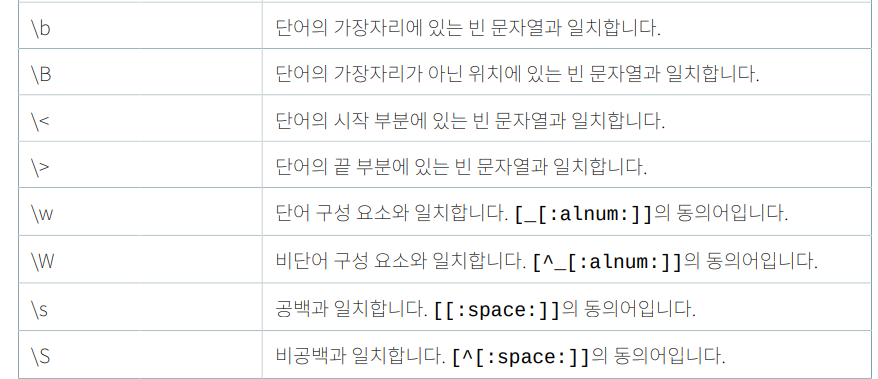 \b 단어의 가장자리에 있는 빈 문자열과 일치합니다.
\B 단어의 가장자리가 아닌 위치에 있는 빈 문자열과 일치합니다.
\< 단어의 시작 부분에 있는 빈 문자열과 일치합니다.
\> 단어의 끝 부분에 있는 빈 문자열과 일치합니다.
\w 단어 구성 요소와 일치합니다. [_[:alnum:]]의 동의어입니다.
\W 비단어 구성 요소와 일치합니다. [^_[:alnum:]]의 동의어입니다.
\s 공백과 일치합니다. [[:space:]]의 동의어입니다.
\S 비공백과 일치합니다. [^[:space:]]의 동의어입니다.